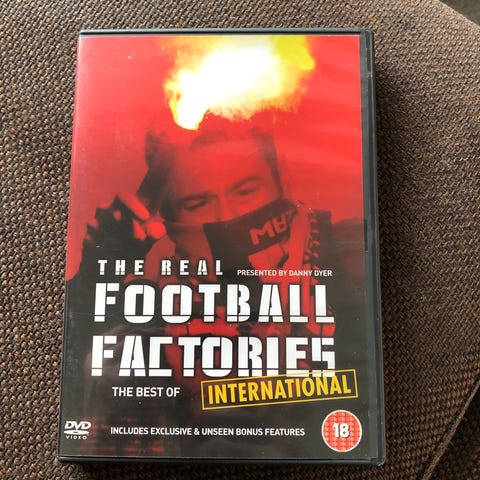 MAZ
THE REAL
PRESENTED BY DANNY DYER
FOOTBALL
FACTORIES
THE BEST OF
INTERNATIONAL
DVD
VIDEO
INCLUDES EXCLUSIVE & UNSEEN BONUS FEATURES
18